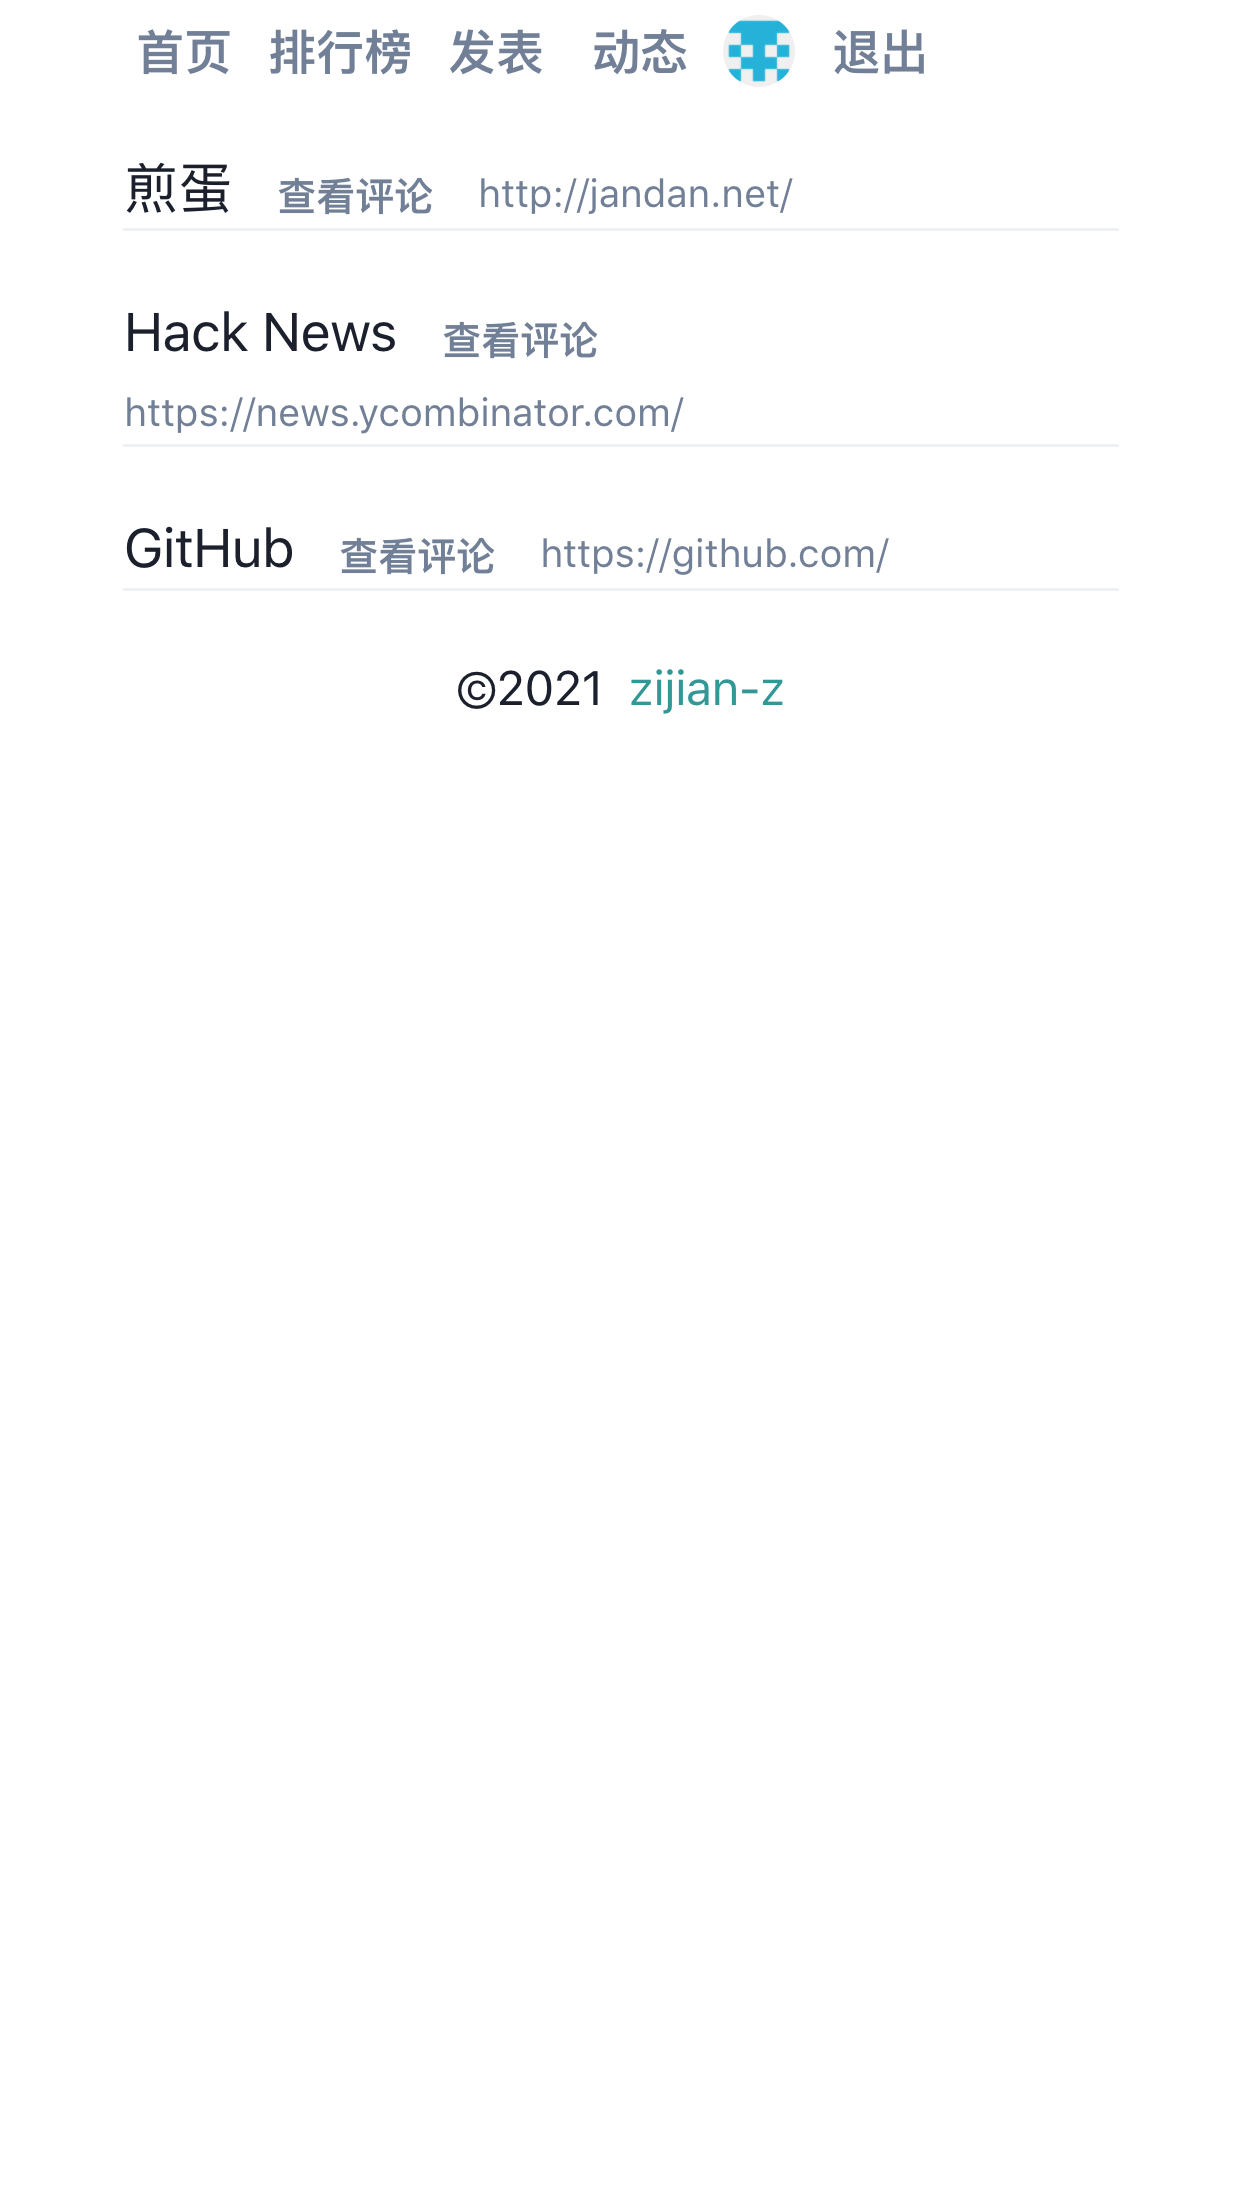 首页 排行榜 发表 动态 退出
煎蛋 查看评论 http://jandan.net/
Hack News 查看评论
https://news.ycombinator.com/
GitHub 查看评论 https://github.com/
©2021 zijian-z